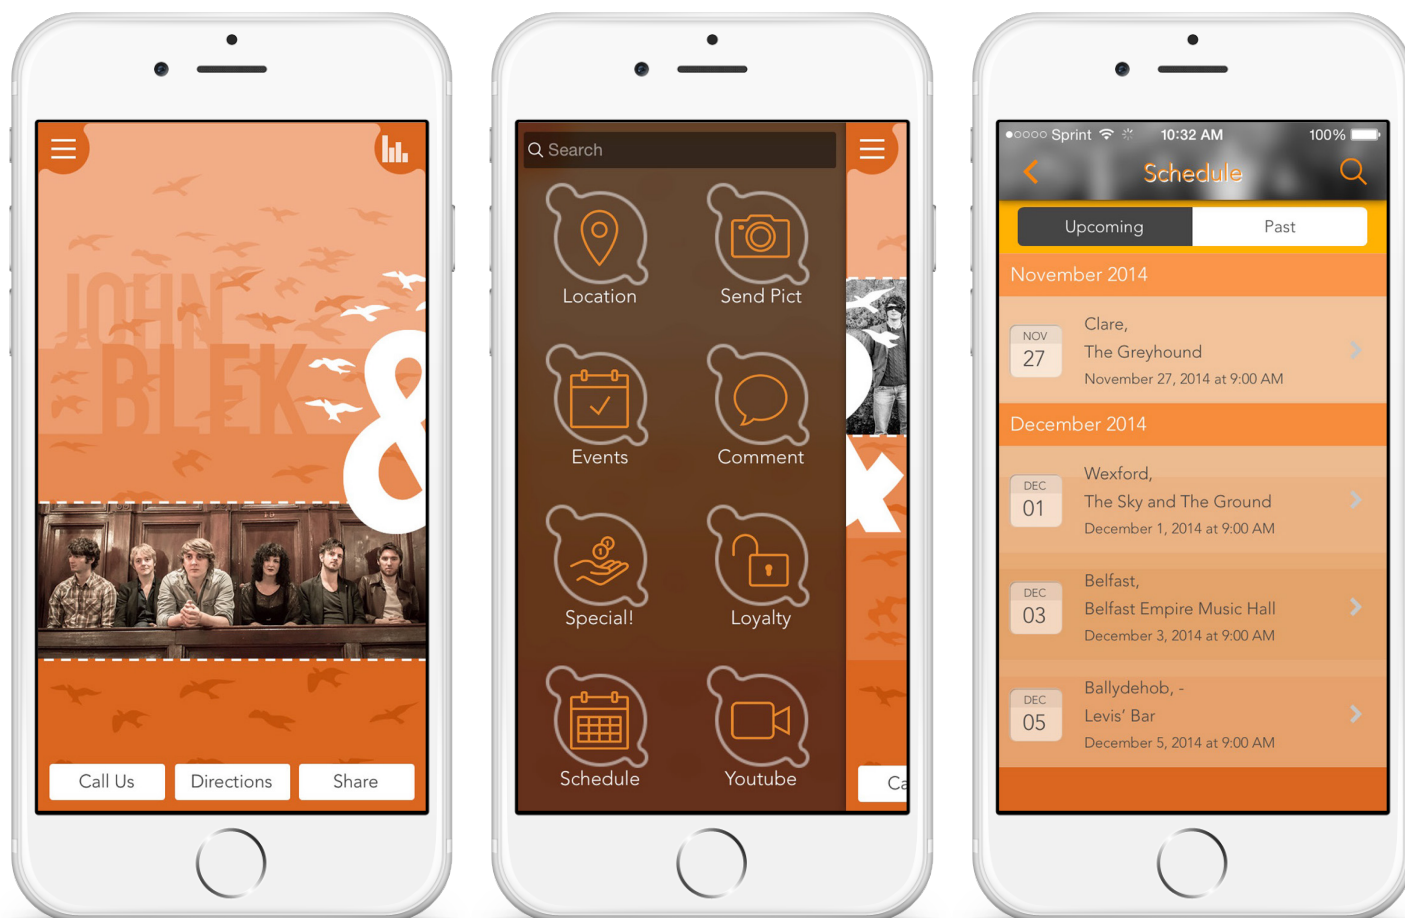 JOHN
BLEK
&
Call Us
Directions
Share
Search
Location
Send Pict
Events
Comment
Special!
Loyalty
Schedule
Youtube
Ca
Sprint 10:32 AM 100%
Schedule
Upcoming
Past
November 2014
NOV
27
Clare,
The Greyhound
November 27, 2014 at 9:00 AM
December 2014
DEC
01
Wexford,
The Sky and The Ground
December 1, 2014 at 9:00 AM
DEC
03
Belfast,
Belfast Empire Music Hall
December 3, 2014 at 9:00 AM
DEC
05
Ballydehob, -
Levis' Bar
December 5, 2014 at 9:00 AM